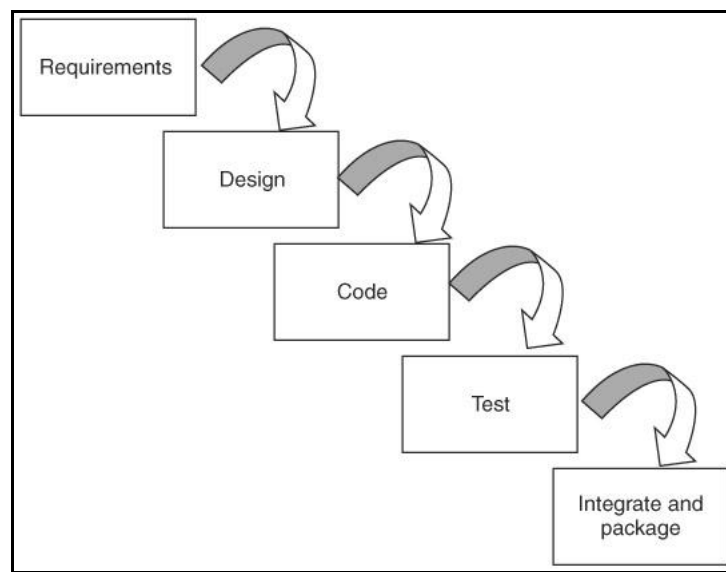 Requirements
Design
Code
Test
Integrate and
package